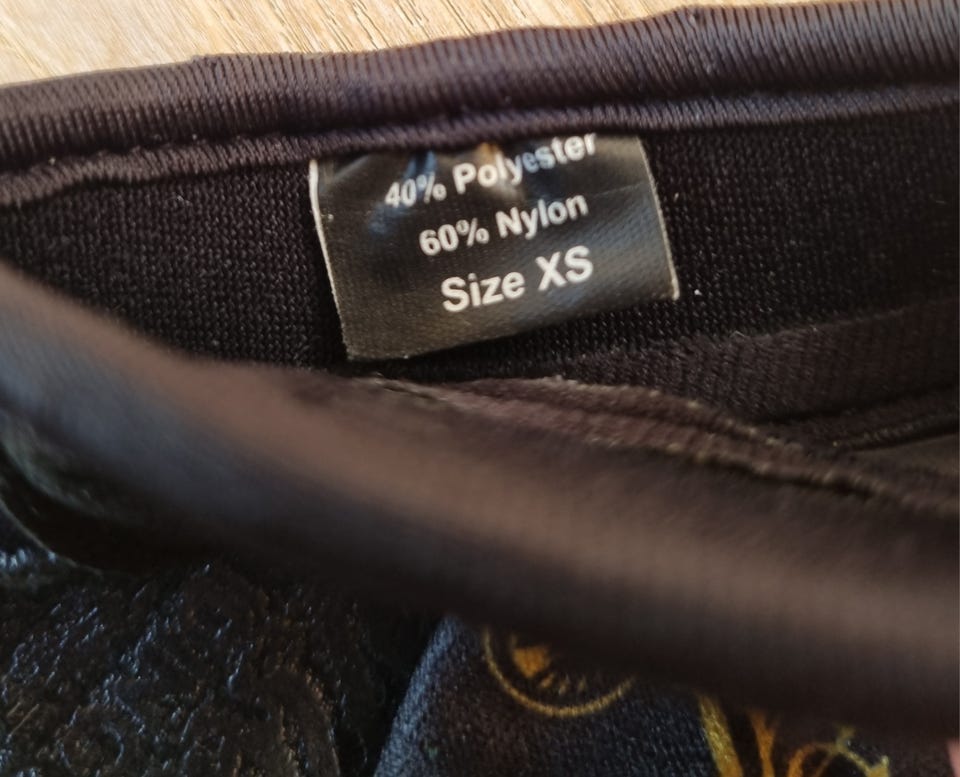 40% Polyester
60% Nylon
Size XS